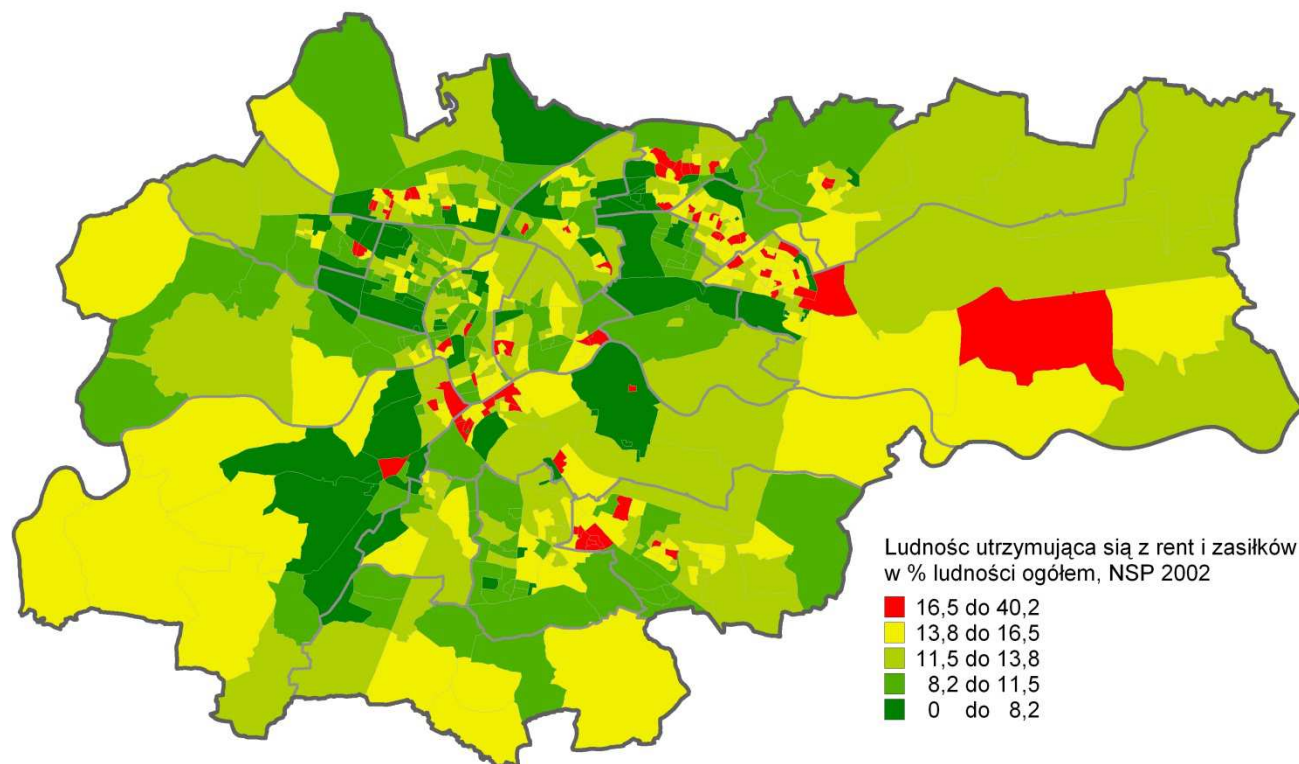 Ludnośc utrzymująca sią z rent i zasiłków
w % ludności ogółem, NSP 2002
16,5 do 40,2
13,8 do 16,5
11,5 do 13,8
8,2 do 11,5
0 do 8,2